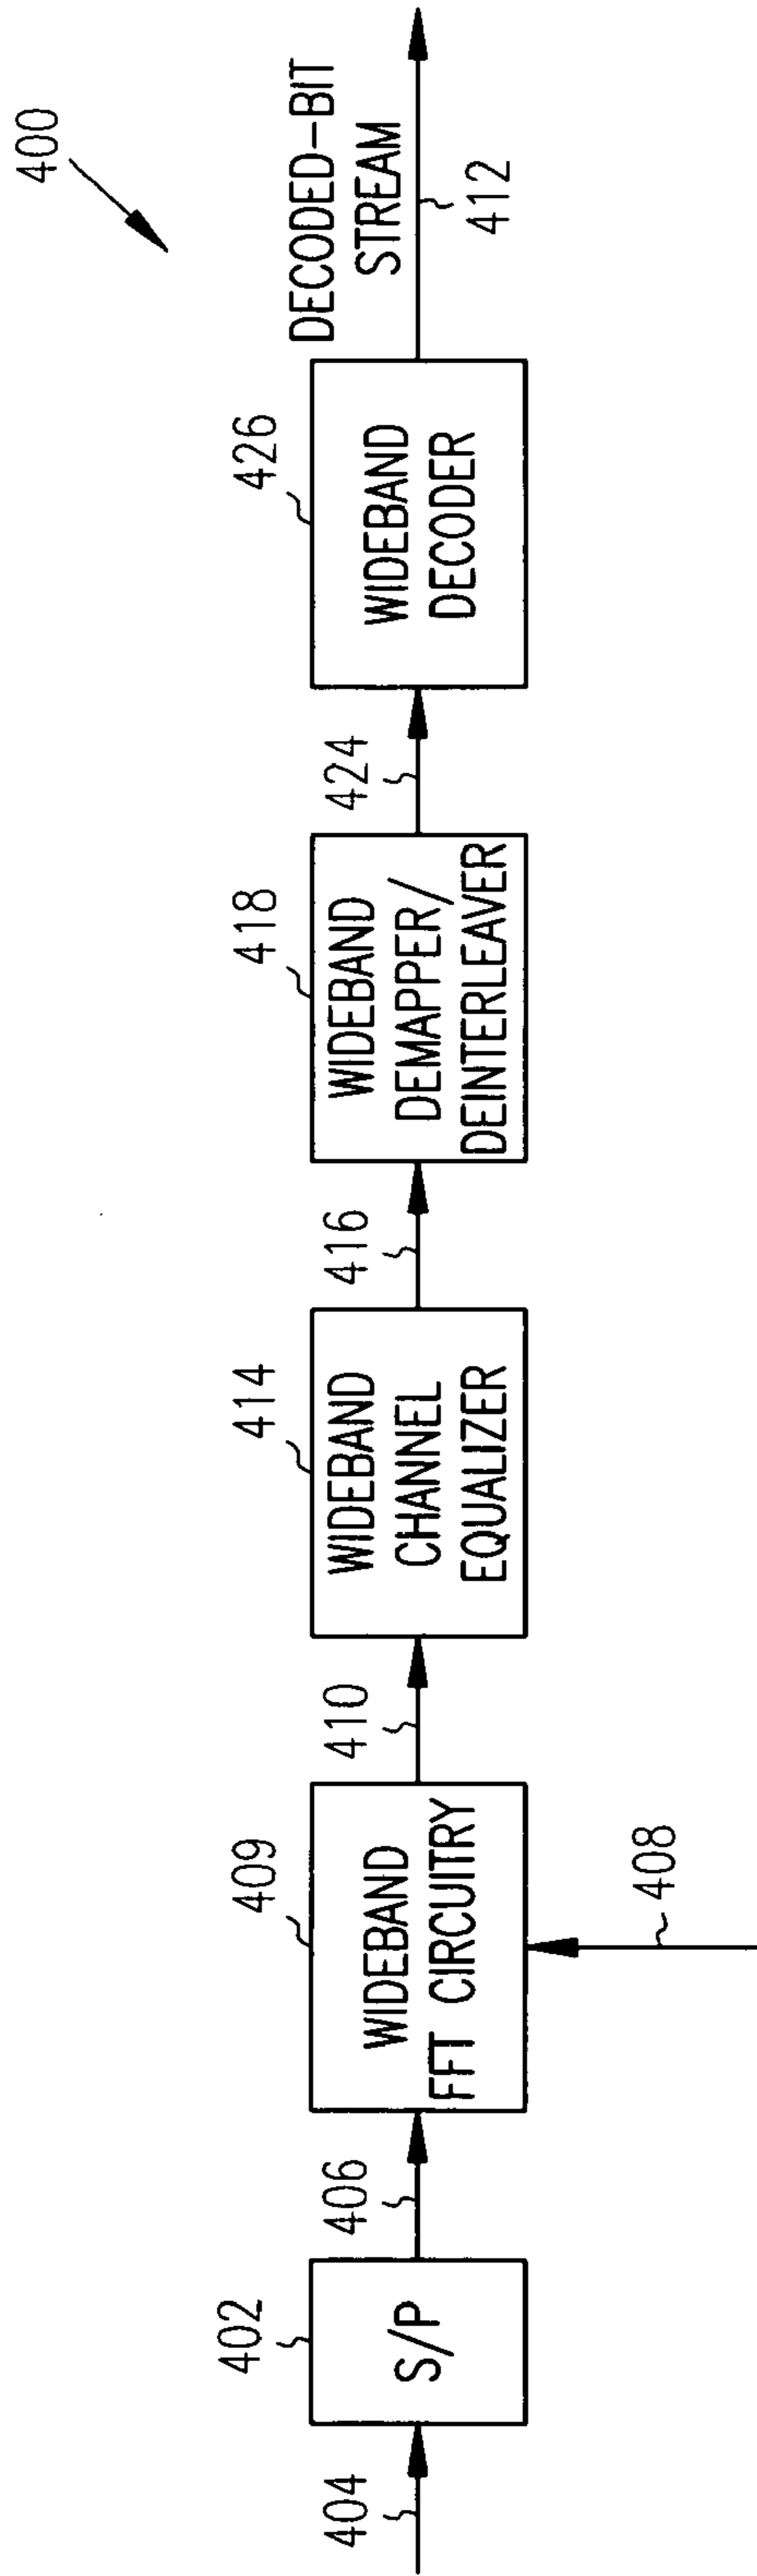 400
404
402
S/P
406
409
WIDEBAND
FFT CIRCUITRY
408
410
414
WIDEBAND
CHANNEL
EQUALIZER
416
418
WIDEBAND
DEMAPPER/
DEINTERLEAVER
424
426
WIDEBAND
DECODER
DECODED-BIT
STREAM
412